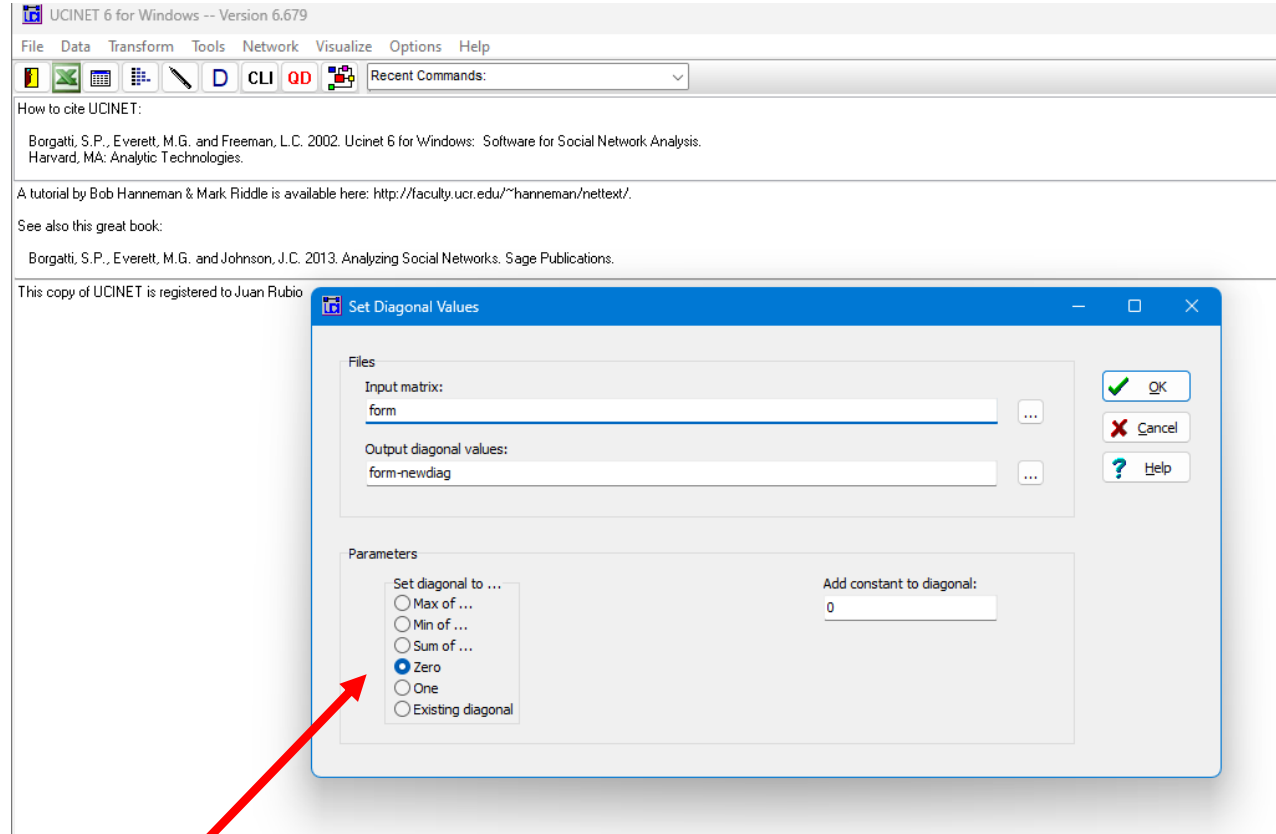 UCINET 6 for Windows -- Version 6.679
File Data Transform Tools Network Visualize Options Help
D CLI QD Recent Commands:
How to cite UCINET:
Borgatti, S.P., Everett, M.G. and Freeman, L.C. 2002. Ucinet 6 for Windows: Software for Social Network Analysis.
Harvard, MA: Analytic Technologies.
A tutorial by Bob Hanneman & Mark Riddle is available here: http://faculty.ucr.edu/~hanneman/nettext/.
See also this great book:
Borgatti, S.P., Everett, M.G. and Johnson, J.C. 2013. Analyzing Social Networks. Sage Publications.
This copy of UCINET is registered to Juan Rubio
Set Diagonal Values
Files
Input matrix:
form
...
Output diagonal values:
form-newdiag
...
OK
Cancel
? Help
Parameters
Set diagonal to ...
Max of ...
Min of ...
Sum of ...
Zero
One
Existing diagonal
Add constant to diagonal:
0